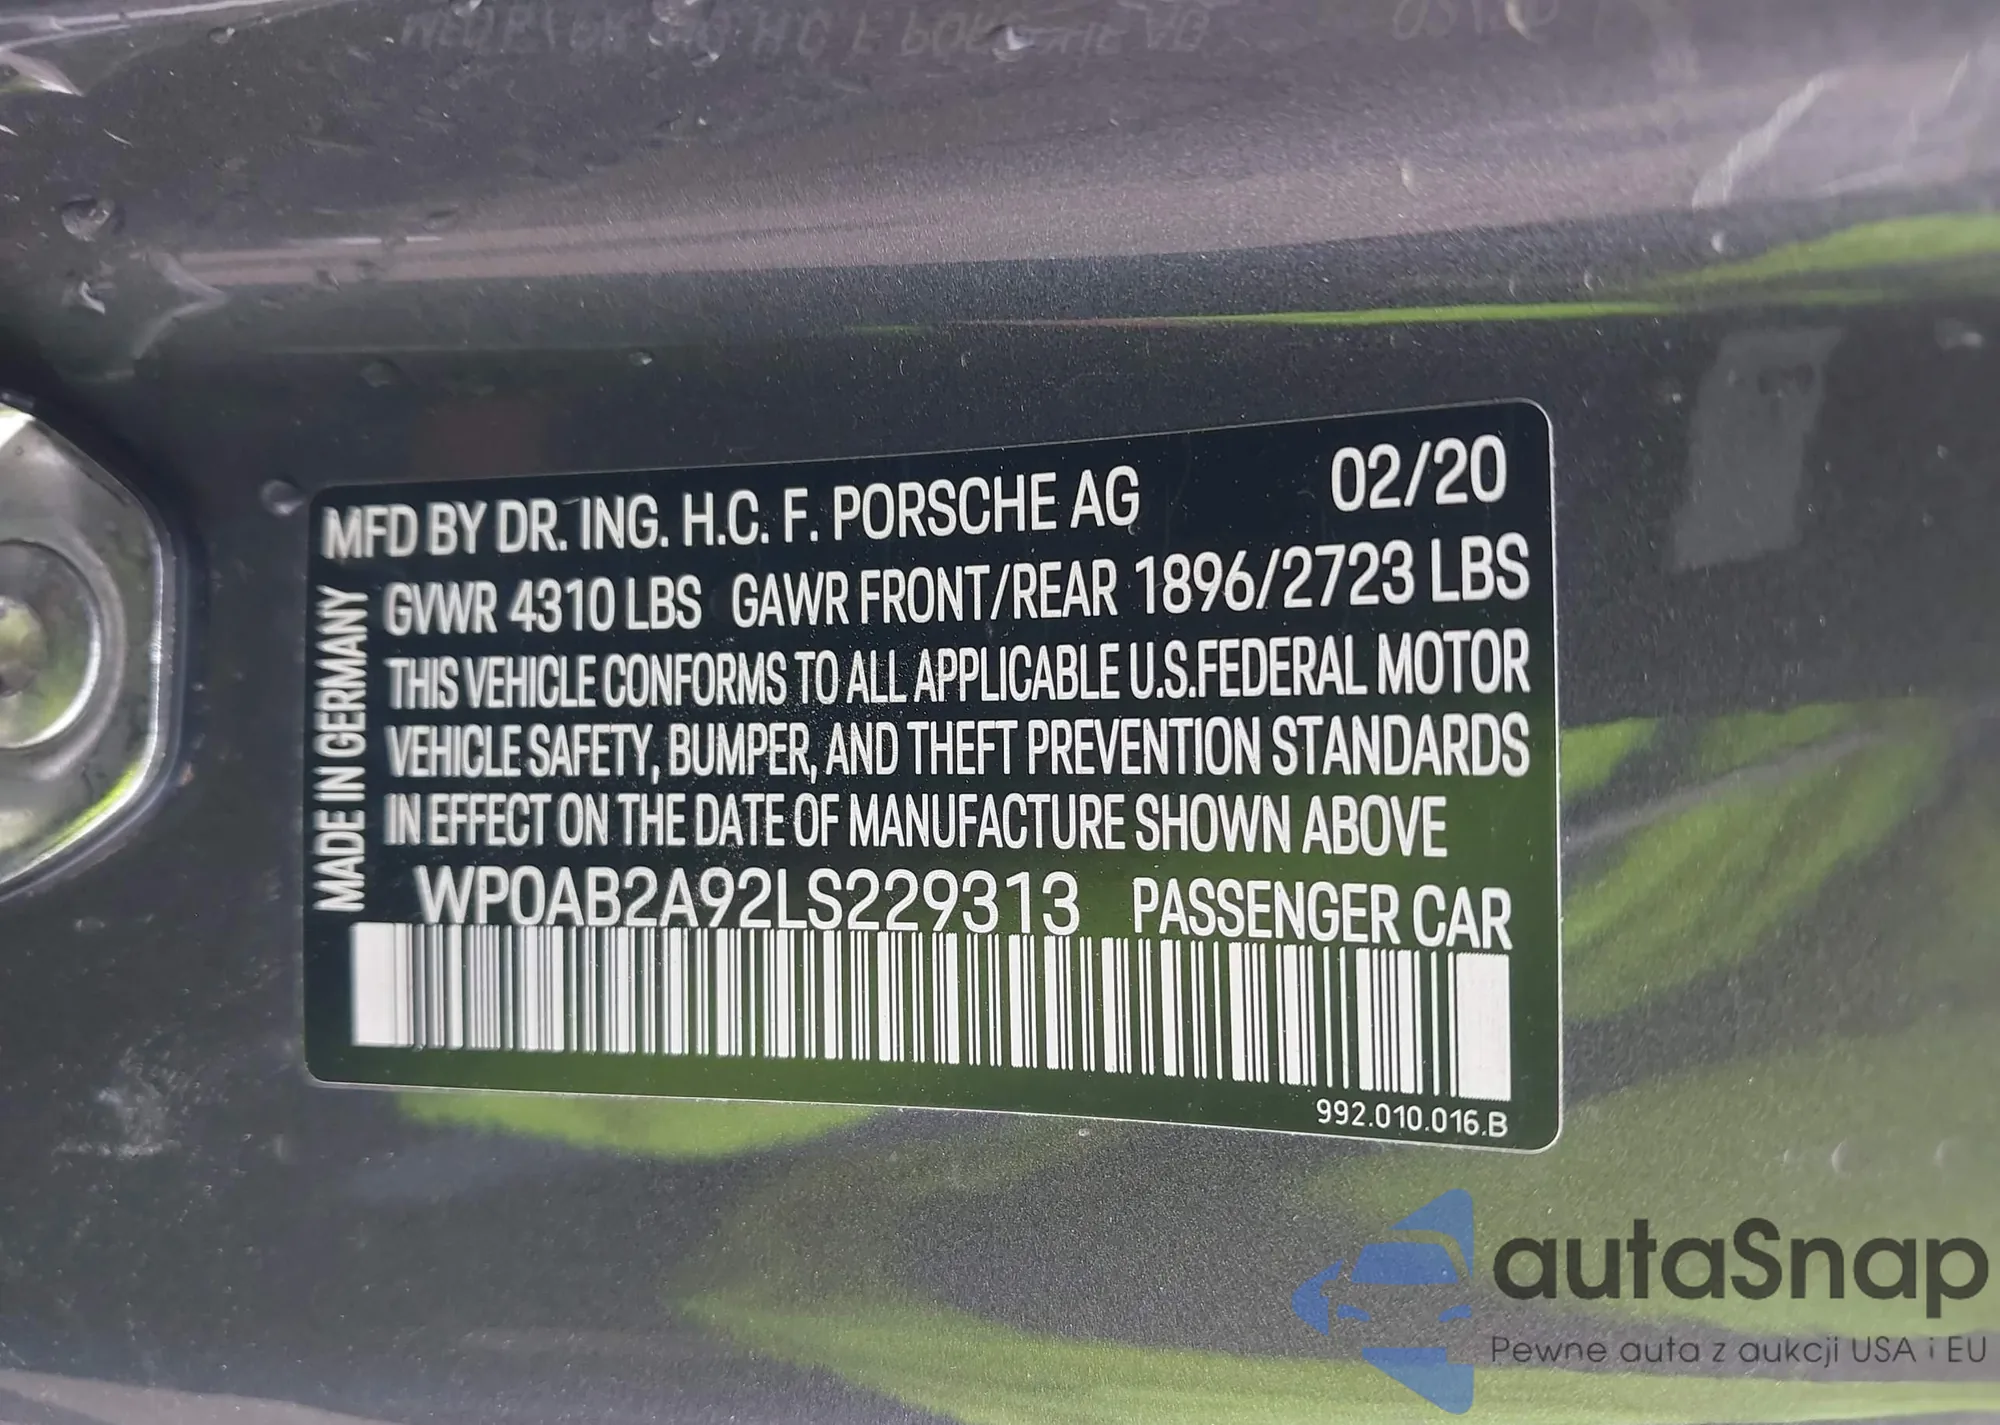 MFD BY DR. ING. H.C. F. PORSCHE AG 02/20
GVWR 4310 LBS GAWR FRONT/REAR 1896/2723 LBS
THIS VEHICLE CONFORMS TO ALL APPLICABLE U.S.FEDERAL MOTOR
VEHICLE SAFETY, BUMPER, AND THEFT PREVENTION STANDARDS
IN EFFECT ON THE DATE OF MANUFACTURE SHOWN ABOVE
WP0AB2A92LS229313 PASSENGER CAR
MADE IN GERMANY
992.010.016.B
autaSnap
Pewne auta z aukcji USA i EU